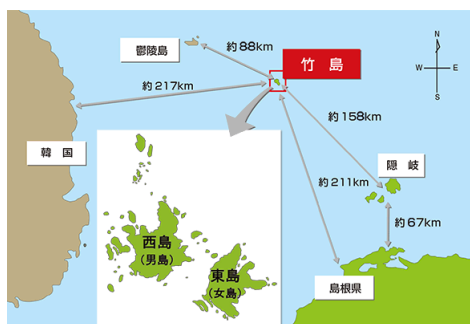 鬱陵島
約88km
竹島
N
W
E
S
約217km
約158km
韓国
隠岐
約211km
約67km
西島
(男島)
東島
(女島)
島根県